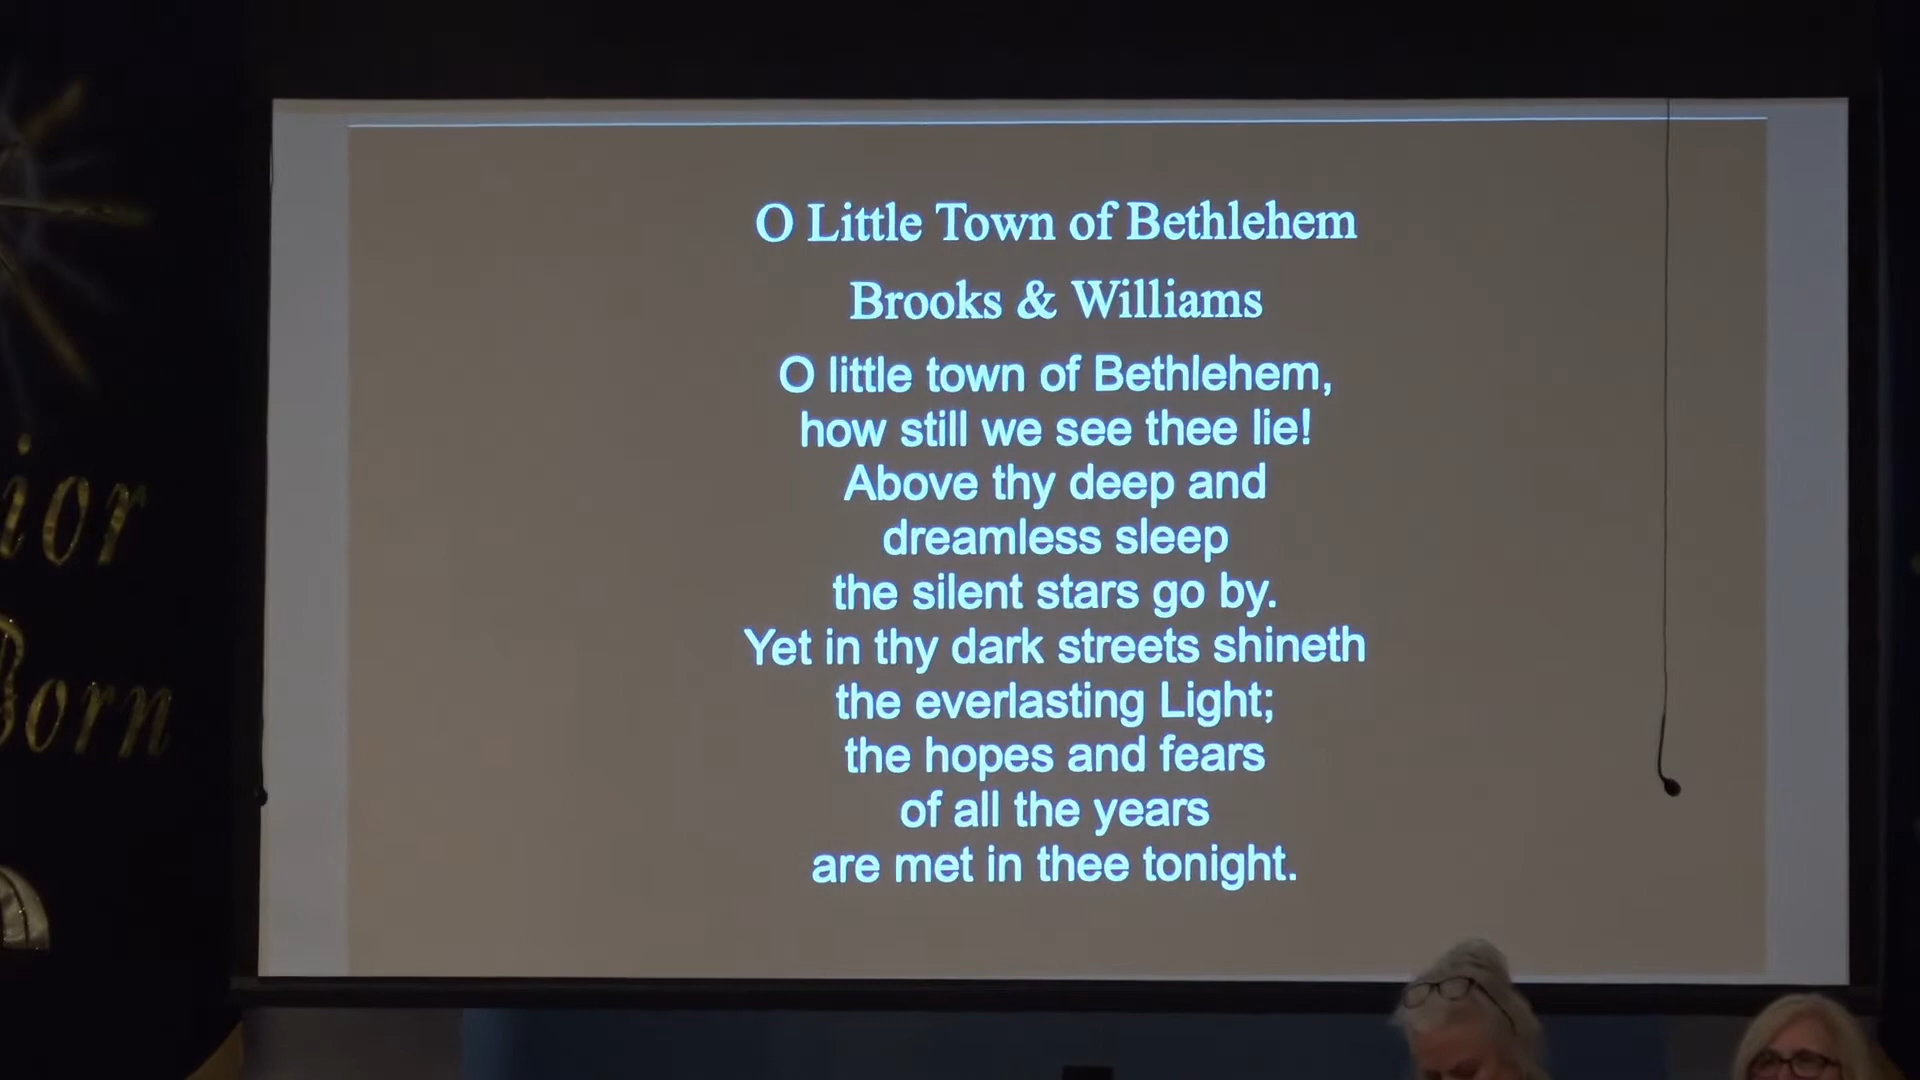 O Little Town of Bethlehem
Brooks & Williams
O little town of Bethlehem,
how still we see thee lie!
Above thy deep and
dreamless sleep
the silent stars go by.
Yet in thy dark streets shineth
the everlasting Light;
the hopes and fears
of all the years
are met in thee tonight.
ior
Born